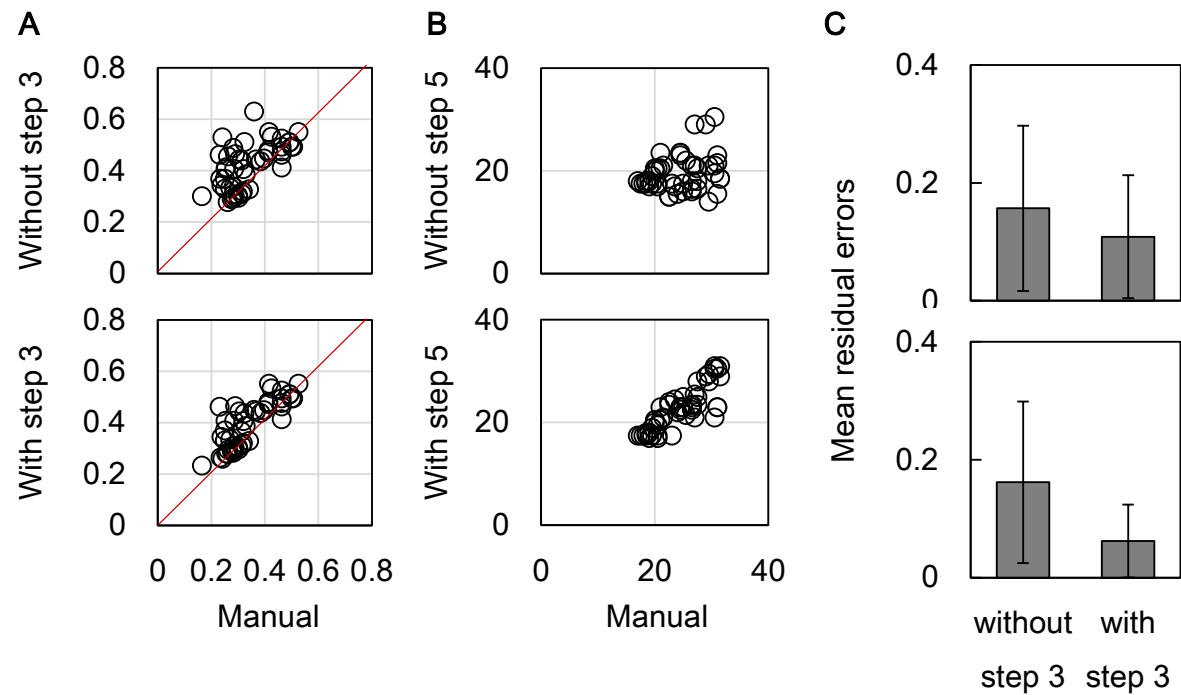 A
B
C
Without step 3
0.8
0.6
0.4
0.2
0
With step 3
0.8
0.6
0.4
0.2
0
0 0.2 0.4 0.6 0.8
Manual
Without step 5
40
20
0
With step 5
40
20
0
0 20 40
Manual
Mean residual errors
0.4
0.2
0
0.4
0.2
0
without with
step 3 step 3